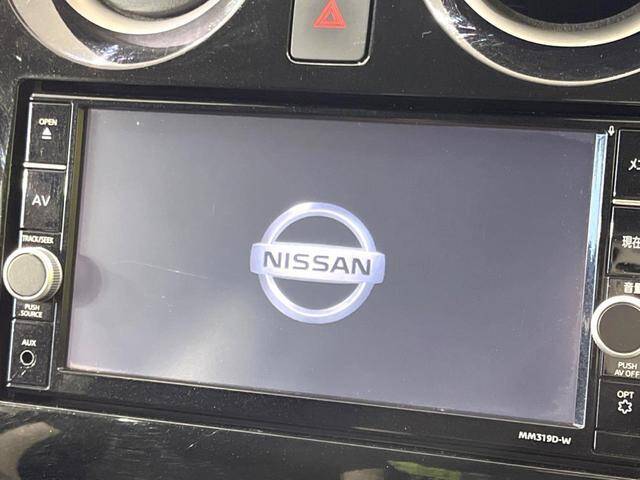 OPEN
AV
TRACK/SEEK
PUSH
SOURCE
AUX
NISSAN
メ
現在
音量
PUSH
AV OFF
OPT
MM319D-W